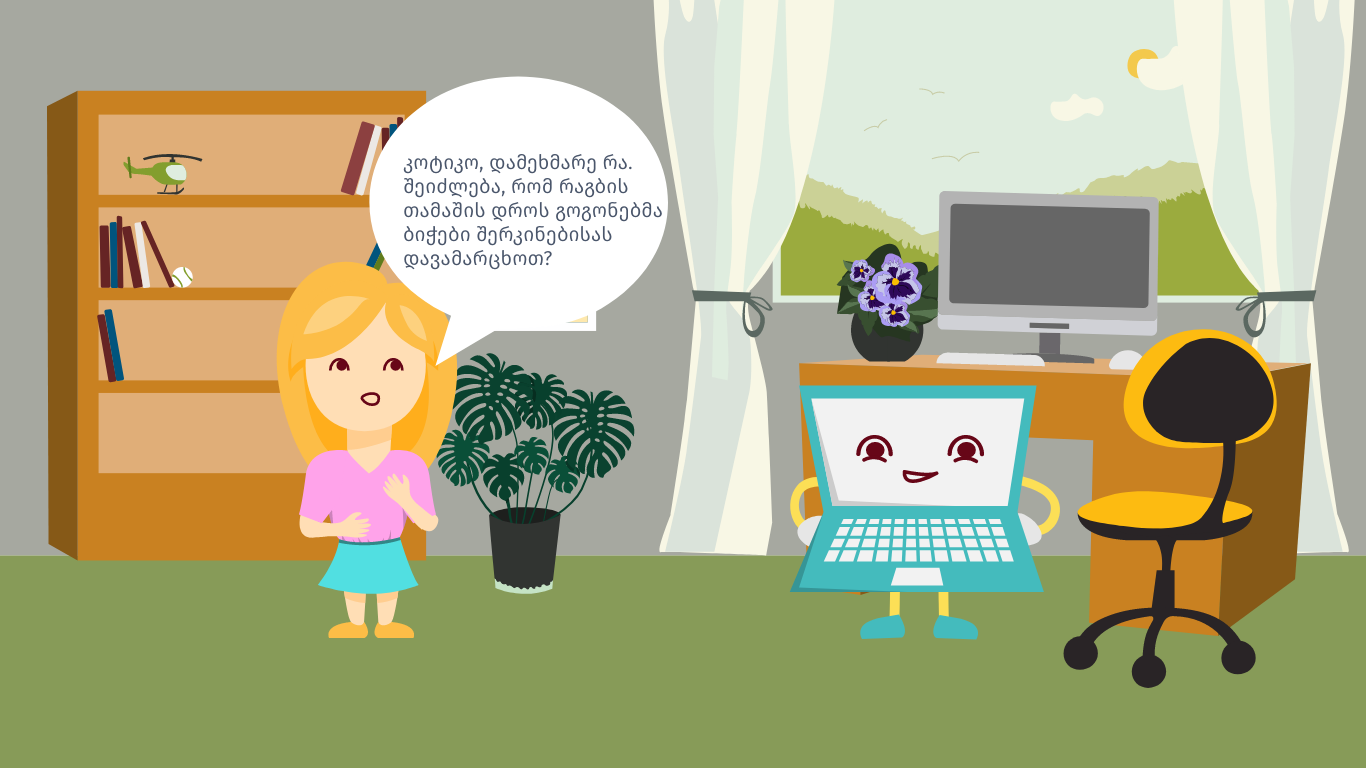 კოტიკო, დამეხმარე რა.
შეიძლება, რომ რაგბის
თამაშის დროს გოგონებმა
ბიჭები შერკინებისას
დავამარცხოთ?